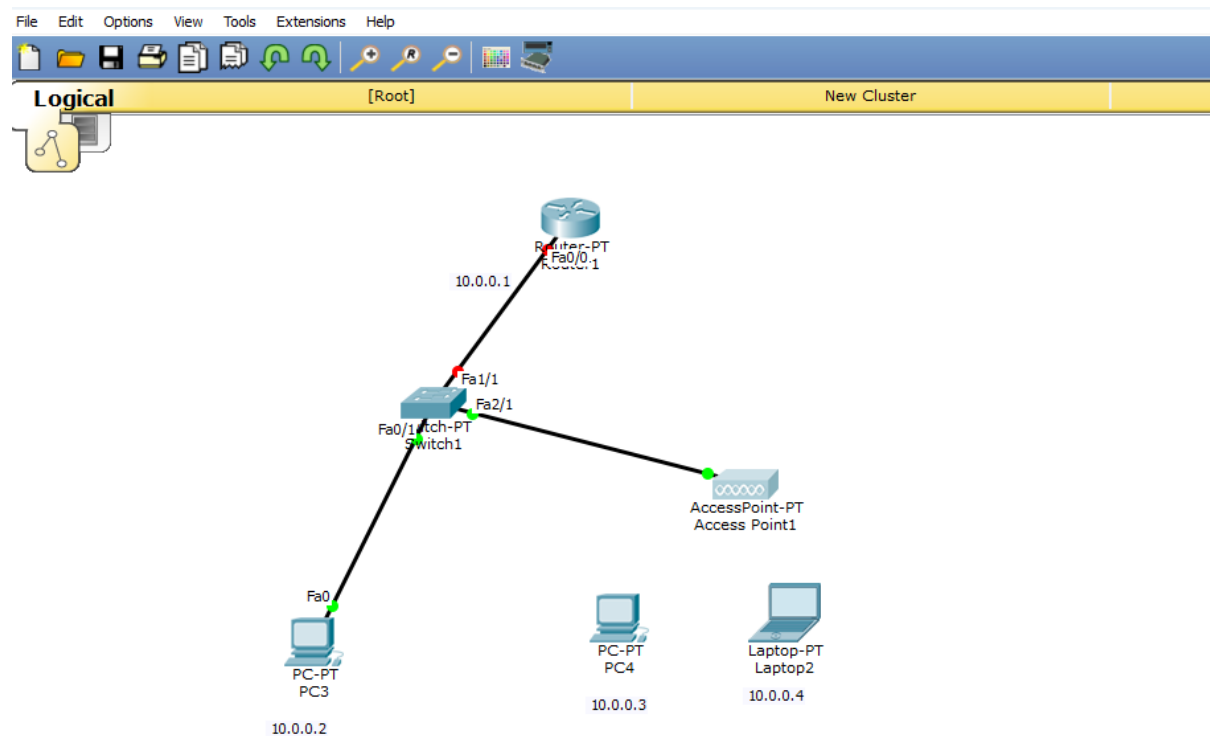 File Edit Options View Tools Extensions Help
Logical [Root] New Cluster
Router-PT
Fa0/0
Router1
10.0.0.1
Fa1/1
Fa2/1
Fa0/1
Switch1
AccessPoint-PT
Access Point1
Fa0
PC-PT
PC3
10.0.0.2
PC-PT
PC4
10.0.0.3
Laptop-PT
Laptop2
10.0.0.4